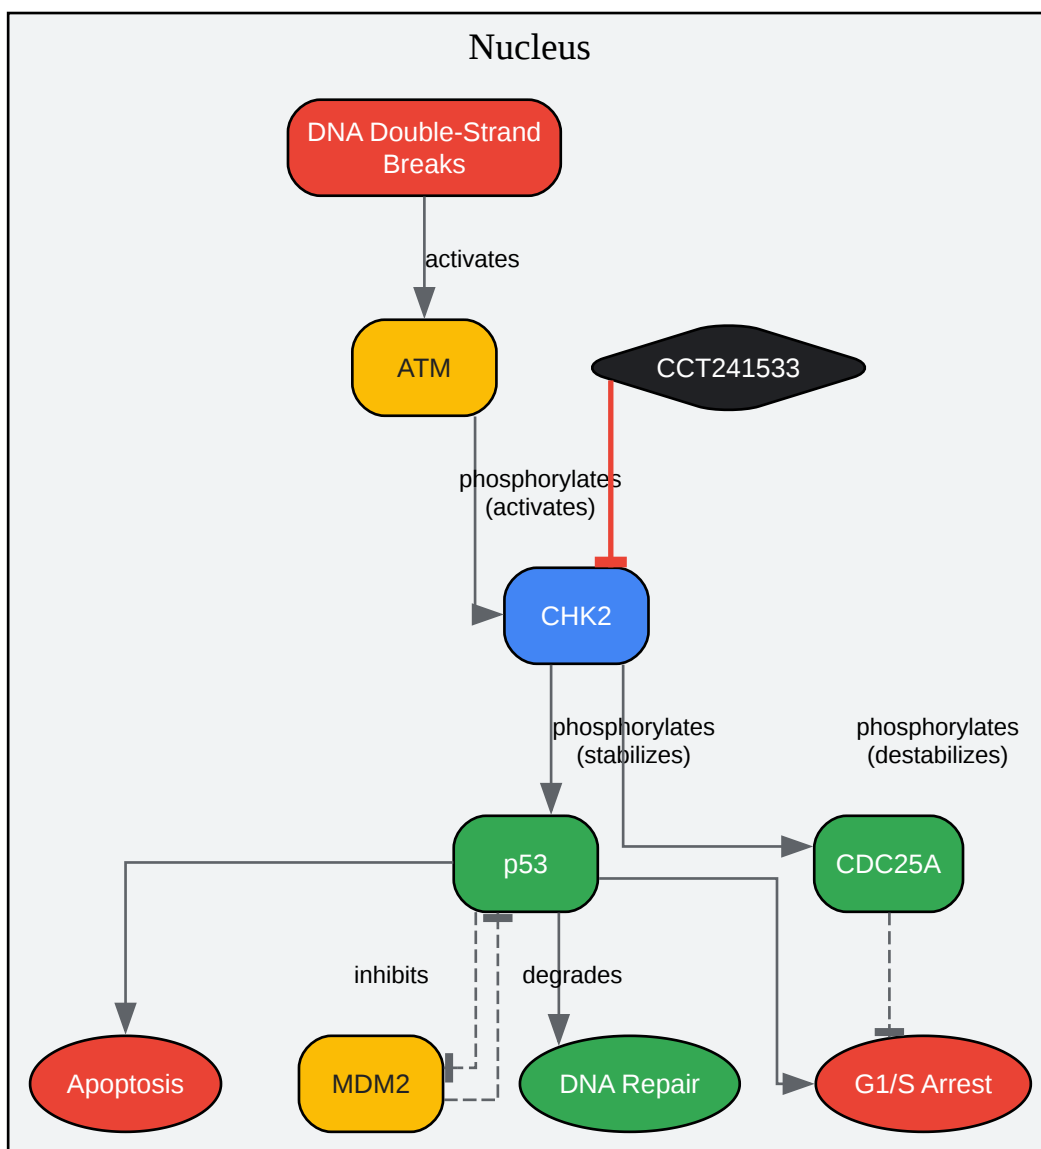 Nucleus
DNA Double-Strand
Breaks
activates
ATM
CCT241533
phosphorylates
(activates)
CHK2
phosphorylates
(stabilizes)
phosphorylates
(destabilizes)
p53
CDC25A
inhibits
degrades
Apoptosis
MDM2
DNA Repair
G1/S Arrest